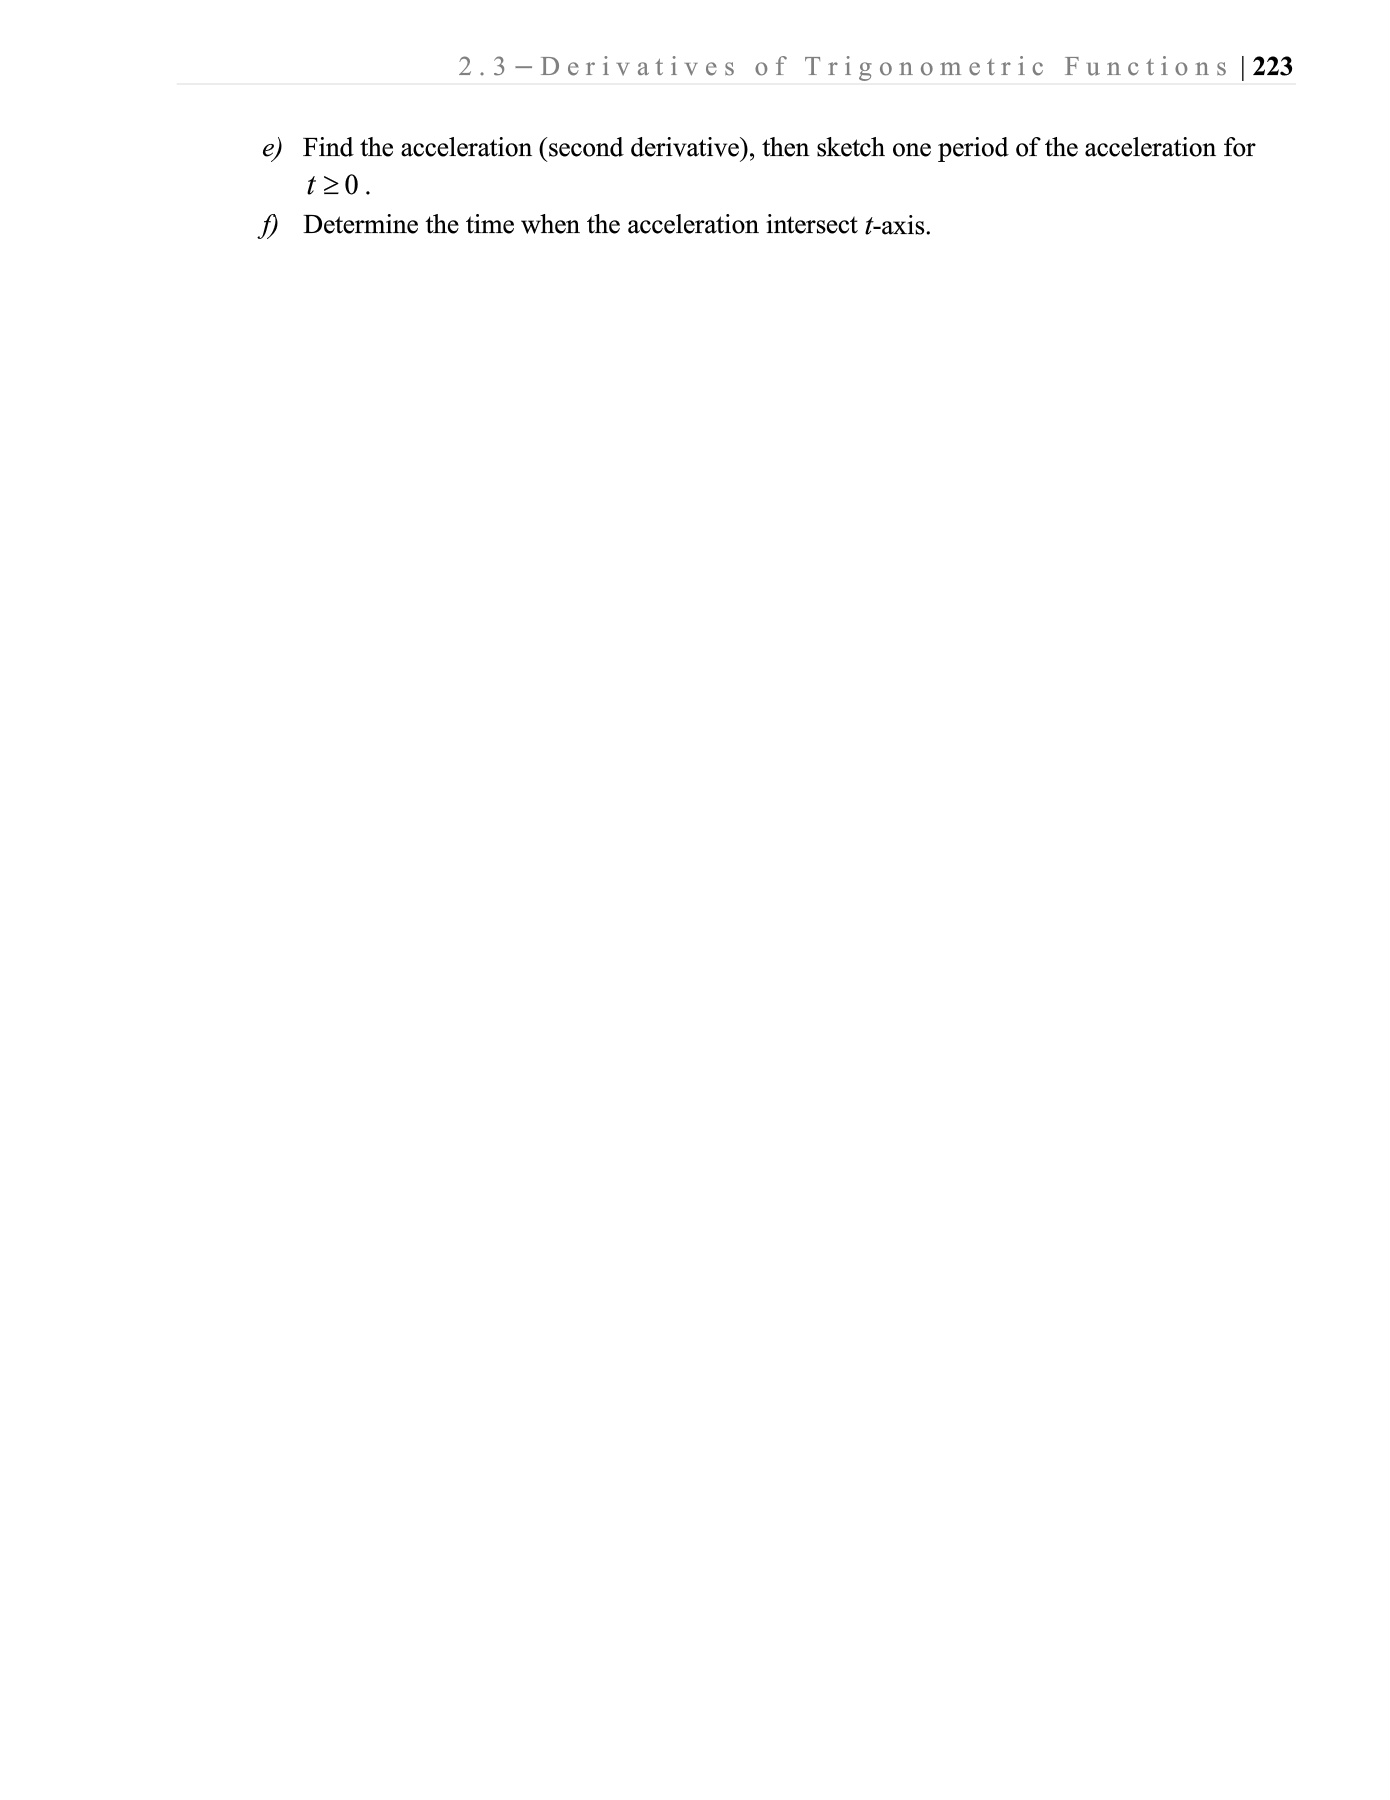 2.3 – Derivatives of Trigonometric Functions | 223
e) Find the acceleration (second derivative), then sketch one period of the acceleration for
t ≥ 0 .
f) Determine the time when the acceleration intersect t-axis.